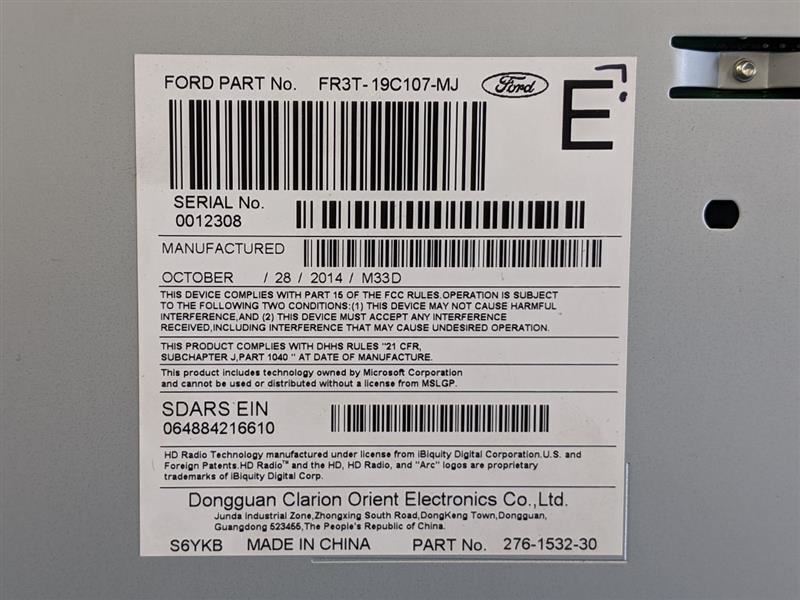 FORD PART No. FR3T-19C107-MJ Ford
E
SERIAL No.
0012308
MANUFACTURED
OCTOBER / 28 / 2014 / M33D
THIS DEVICE COMPLIES WITH PART 15 OF THE FCC RULES.OPERATION IS SUBJECT
TO THE FOLLOWING TWO CONDITIONS:(1) THIS DEVICE MAY NOT CAUSE HARMFUL
INTERFERENCE,AND (2) THIS DEVICE MUST ACCEPT ANY INTERFERENCE
RECEIVED,INCLUDING INTERFERENCE THAT MAY CAUSE UNDESIRED OPERATION.
THIS PRODUCT COMPLIES WITH DHHS RULES "21 CFR,
SUBCHAPTER J,PART 1040 " AT DATE OF MANUFACTURE.
This product includes technology owned by Microsoft Corporation
and cannot be used or distributed without a license from MSLGP.
SDARS EIN
064884216610
HD Radio Technology manufactured under license from iBiquity Digital Corporation.U.S. and
Foreign Patents.HD Radio™ and the HD, HD Radio, and "Arc" logos are proprietary
trademarks of iBiquity Digital Corp.
Dongguan Clarion Orient Electronics Co.,Ltd.
Junda Industrial Zone,Zhongxing South Road,DongKeng Town,Dongguan,
Guangdong 523455,The People's Republic of China.
S6YKB MADE IN CHINA PART No. 276-1532-30